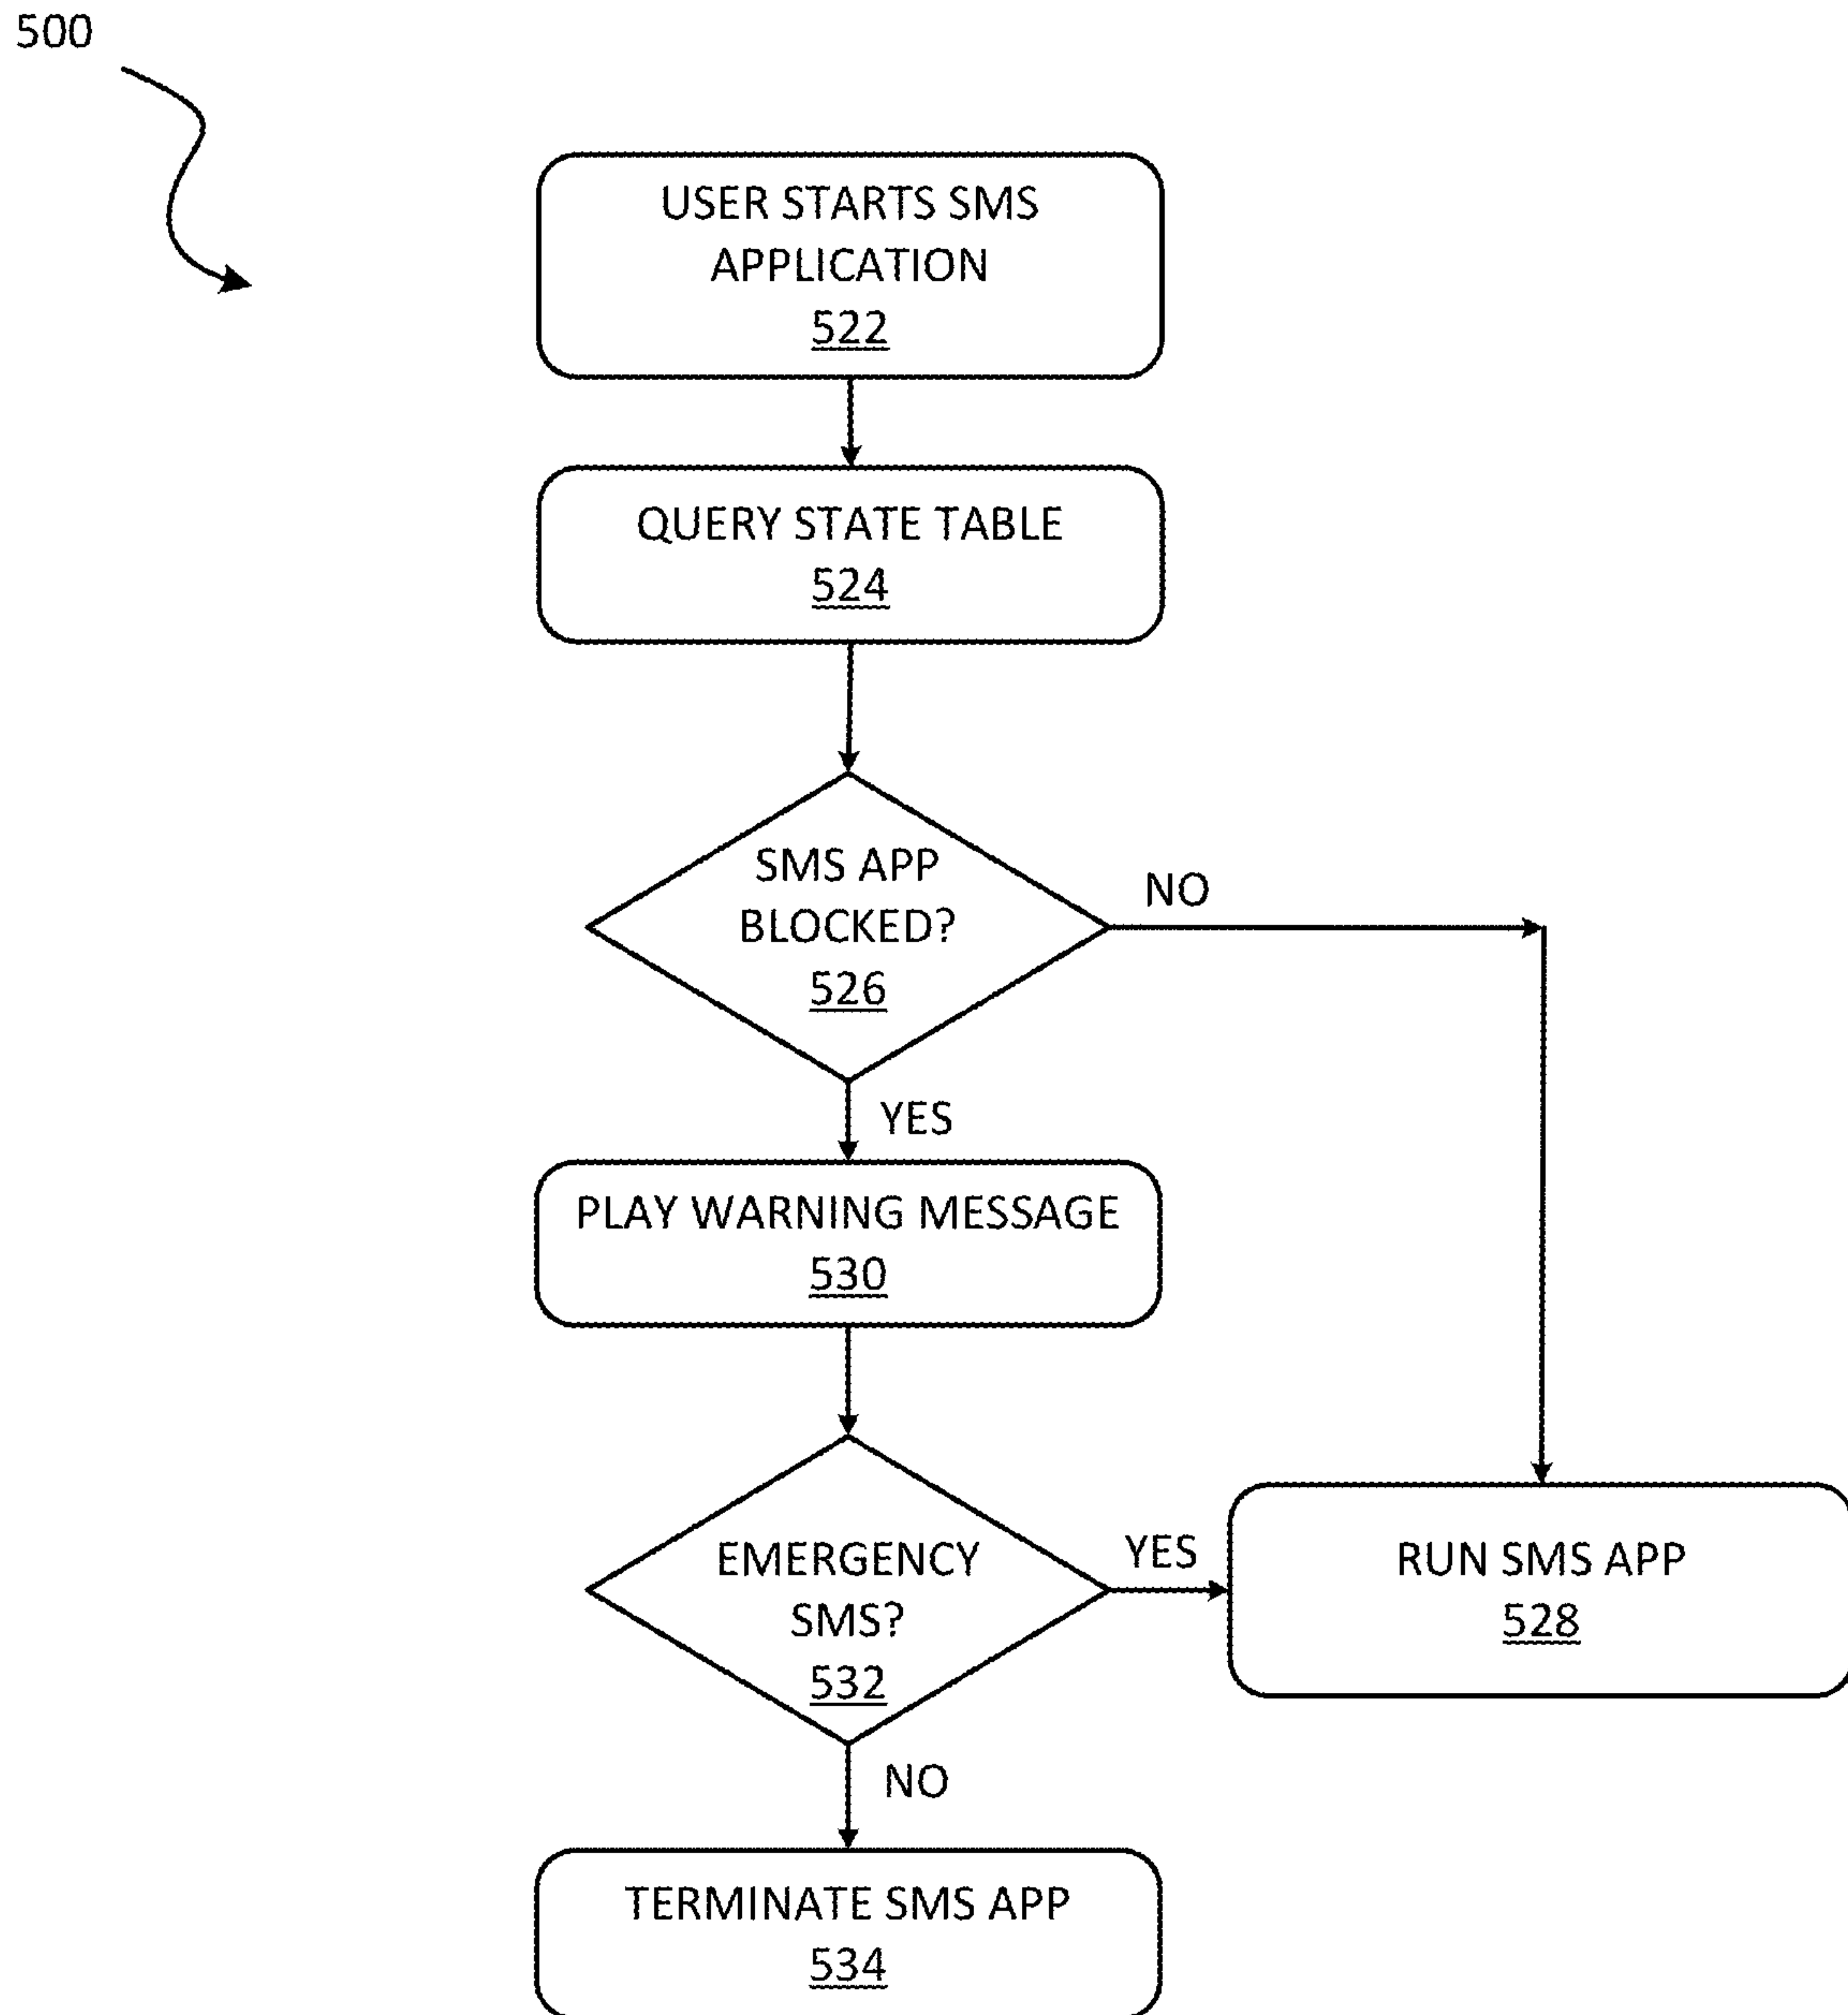 500
USER STARTS SMS
APPLICATION
522
QUERY STATE TABLE
524
SMS APP
BLOCKED?
526
NO
YES
PLAY WARNING MESSAGE
530
EMERGENCY
SMS?
532
YES
RUN SMS APP
528
NO
TERMINATE SMS APP
534